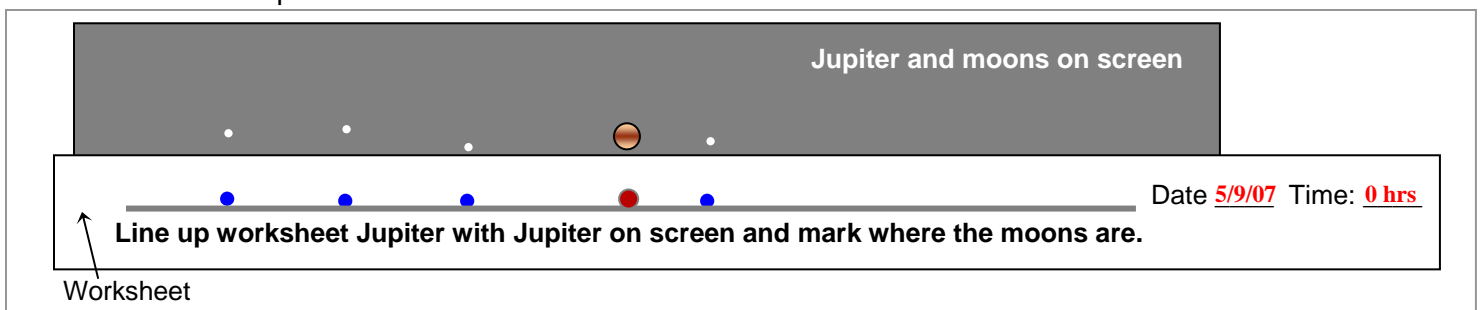 Jupiter and moons on screen
Date 5/9/07 Time: 0 hrs
Line up worksheet Jupiter with Jupiter on screen and mark where the moons are.
Worksheet